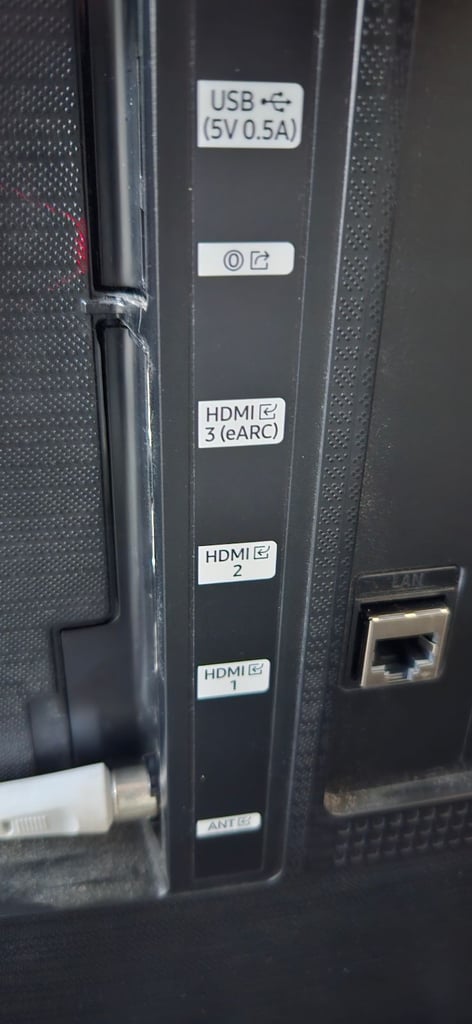 USB
(5V 0.5A)
HDMI
3 (eARC)
HDMI
2
HDMI
1
LAN
ANT